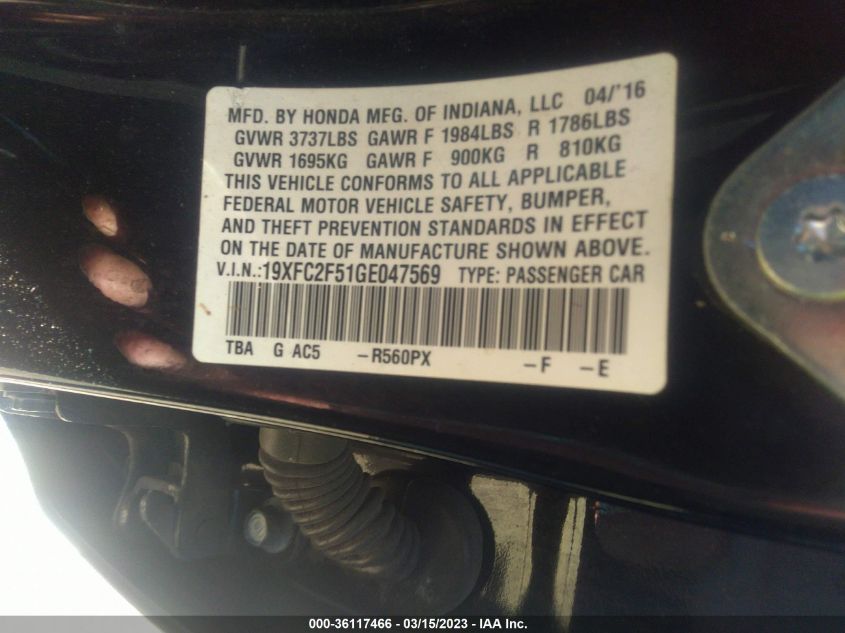 MFD. BY HONDA MFG. OF INDIANA, LLC 04/'16
GVWR 3737LBS GAWR F 1984LBS R 1786LBS
GVWR 1695KG GAWR F 900KG R 810KG
THIS VEHICLE CONFORMS TO ALL APPLICABLE
FEDERAL MOTOR VEHICLE SAFETY, BUMPER,
AND THEFT PREVENTION STANDARDS IN EFFECT
ON THE DATE OF MANUFACTURE SHOWN ABOVE.
V.I.N.:19XFC2F51GE047569 TYPE: PASSENGER CAR
TBA G AC5 -R560PX -F -E
000-36117466 - 03/15/2023 - IAA Inc.